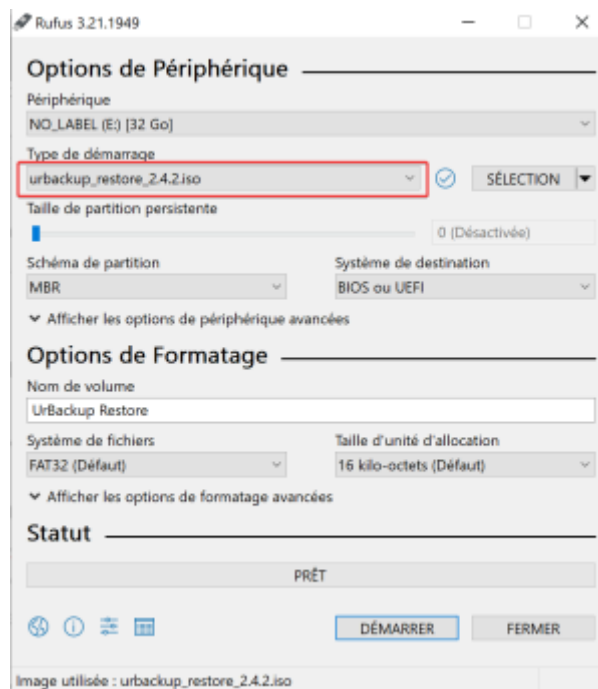 Rufus 3.21.1949
Options de Périphérique
Périphérique
NO_LABEL (E:) [32 Go]
Type de démarrage
urbackup_restore_2.4.2.iso
SÉLECTION
Taille de partition persistente
0 (Désactivée)
Schéma de partition Système de destination
MBR BIOS ou UEFI
Afficher les options de périphérique avancées
Options de Formatage
Nom de volume
UrBackup Restore
Système de fichiers Taille d'unité d'allocation
FAT32 (Défaut) 16 kilo-octets (Défaut)
Afficher les options de formatage avancées
Statut
PRÊT
DÉMARRER FERMER
Image utilisée : urbackup_restore_2.4.2.iso